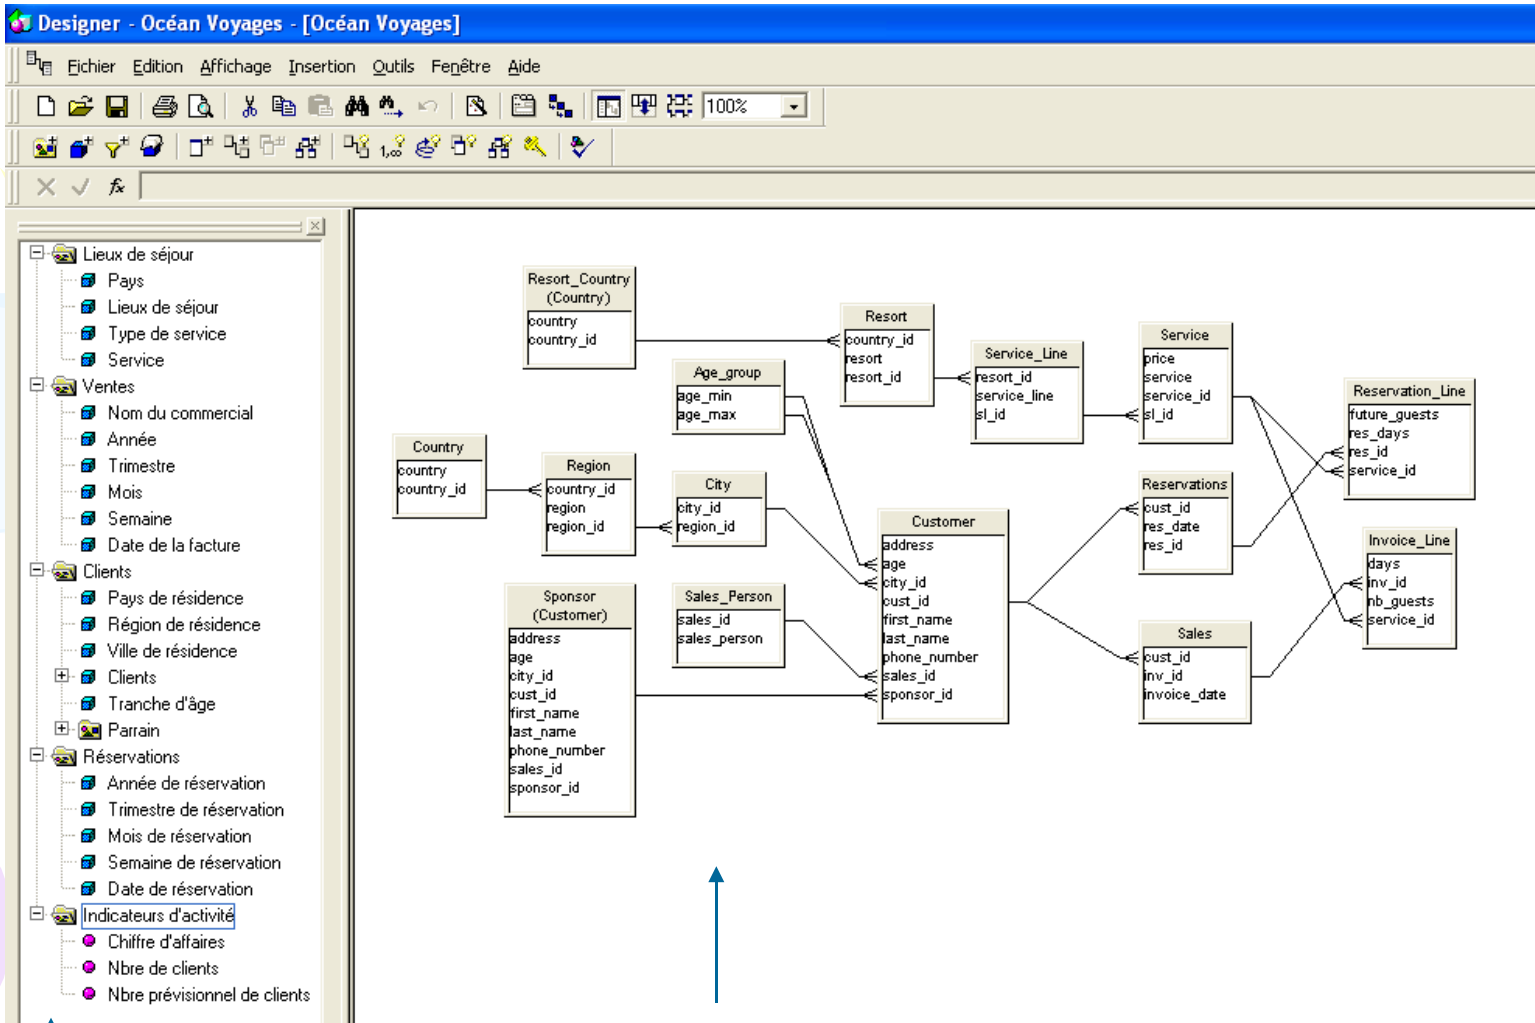 Designer - Océan Voyages - [Océan Voyages]
Fichier Edition Affichage Insertion Outils Fenêtre Aide
100%
1,∞
fx
Lieux de séjour
Pays
Lieux de séjour
Type de service
Service
Ventes
Nom du commercial
Année
Trimestre
Mois
Semaine
Date de la facture
Clients
Pays de résidence
Région de résidence
Ville de résidence
Clients
Tranche d'âge
Parrain
Réservations
Année de réservation
Trimestre de réservation
Mois de réservation
Semaine de réservation
Date de réservation
Indicateurs d'activité
Chiffre d'affaires
Nbre de clients
Nbre prévisionnel de clients
Resort_Country
(Country)
country
country_id
Resort
country_id
resort
resort_id
Service_Line
resort_id
service_line
sl_id
Service
price
service
service_id
sl_id
Reservation_Line
future_guests
res_days
res_id
service_id
Age_group
age_min
age_max
Country
country
country_id
Region
country_id
region
region_id
City
city_id
region_id
Customer
address
age
city_id
cust_id
first_name
last_name
phone_number
sales_id
sponsor_id
Reservations
cust_id
res_date
res_id
Invoice_Line
days
inv_id
nb_guests
service_id
Sponsor
(Customer)
address
age
city_id
cust_id
first_name
last_name
phone_number
sales_id
sponsor_id
Sales_Person
sales_id
sales_person
Sales
cust_id
inv_id
invoice_date